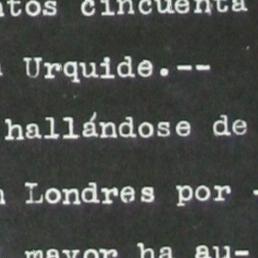 ntos cincuenta
Urquide.--
hallándose de
n Londres por -
mayor ha au-